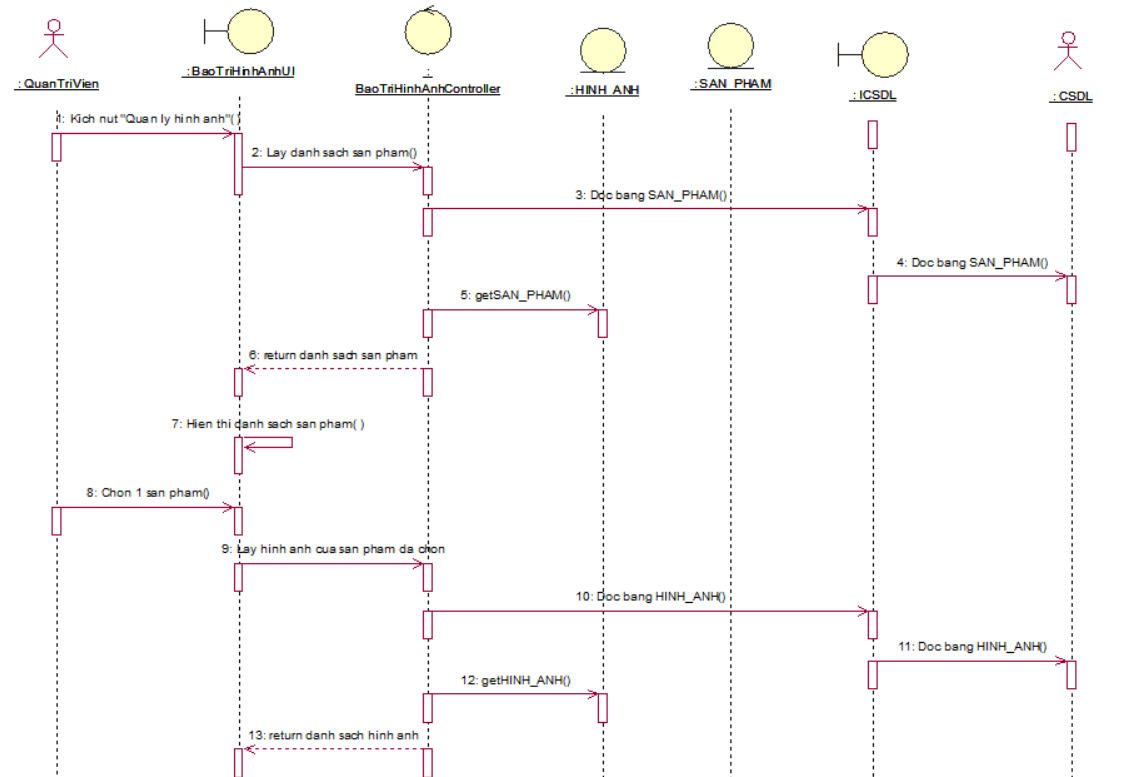 : QuanTriVien
:BaoTriHinhAnhUI
:
BaoTriHinhAnhController
:HINH_ANH
:SAN_PHAM
: ICSDL
: CSDL
1: Kich nut "Quan ly hinh anh"( )
2: Lay danh sach san pham()
3: Doc bang SAN_PHAM()
4: Doc bang SAN_PHAM()
5: getSAN_PHAM()
6: return danh sach san pham
7: Hien thi danh sach san pham( )
8: Chon 1 san pham()
9: Lay hinh anh cua san pham da chon
10: Doc bang HINH_ANH()
11: Doc bang HINH_ANH()
12: getHINH_ANH()
13: return danh sach hinh anh